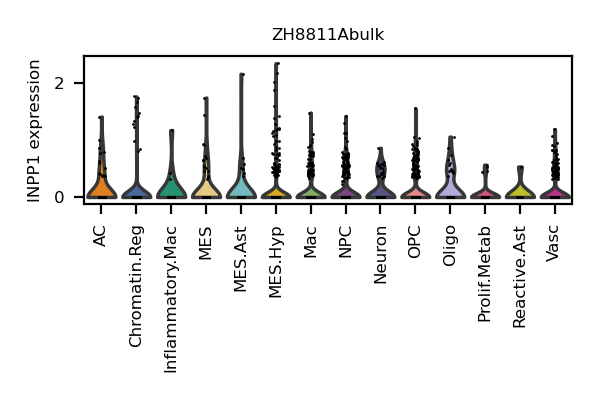 ZH8811Abulk
INPP1 expression
2
0
AC
Chromatin.Reg
Inflammatory.Mac
MES
MES.Ast
MES.Hyp
Mac
NPC
Neuron
OPC
Oligo
Prolif.Metab
Reactive.Ast
Vasc